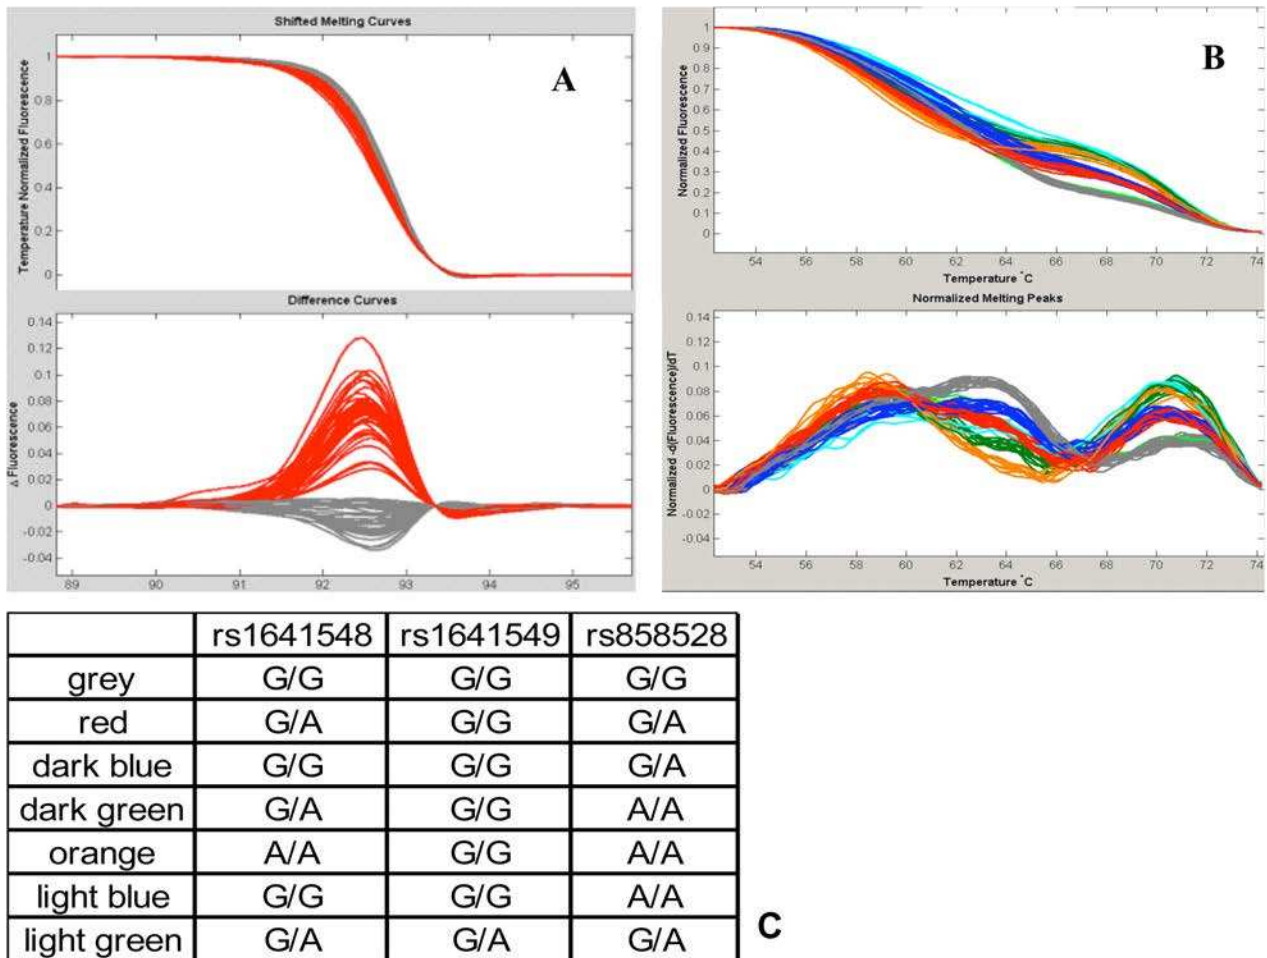 Shifted Melting Curves
A
Temperature Normalized Fluorescence
1
0.8
0.6
0.4
0.2
0
Difference Curves
Δ Fluorescence
0.14
0.12
0.1
0.08
0.06
0.04
0.02
0
-0.02
-0.04
89 90 91 92 93 94 95
B
Normalized Fluorescence
1
0.9
0.8
0.7
0.6
0.5
0.4
0.3
0.2
0.1
0
54 56 58 60 62 64 66 68 70 72 74
Temperature °C
Normalized Melting Peaks
Normalized -d(Fluorescence)/dT
0.14
0.12
0.1
0.08
0.06
0.04
0.02
0
-0.02
-0.04
54 56 58 60 62 64 66 68 70 72 74
Temperature °C
rs1641548 rs1641549 rs858528
grey G/G G/G G/G
red G/A G/G G/A
dark blue G/G G/G G/A
dark green G/A G/G A/A
orange A/A G/G A/A
light blue G/G G/G A/A
light green G/A G/A G/A
C